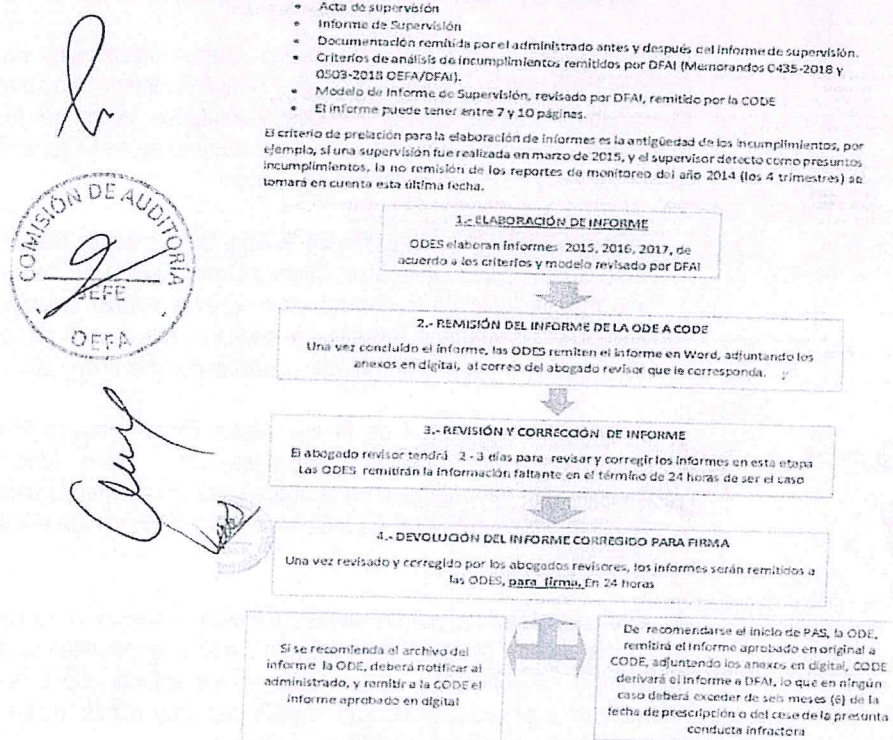 • Acta de supervisión
• Informe de Supervisión
• Documentación remitida por el administrado antes y después del informe de supervisión.
• Criterios de análisis de incumplimientos remitidos por DFAI (Memorandos 0435-2018 y
0503-2018 OEFA/DFAI).
• Modelo de Informe de Supervisión, revisado por DFAI, remitido por la CODE
El informe puede tener entre 7 y 10 páginas.
El criterio de prelación para la elaboración de informes es la antigüedad de los incumplimientos, por
ejemplo, si una supervisión fue realizada en marzo de 2015, y el supervisor detecto como presuntos
incumplimientos, la no remisión de los reportes de monitoreo del año 2014 (los 4 trimestres) se
tomará en cuenta esta última fecha.
COMISIÓN DE AUDITORIA
JEFE
OEFA
1.- ELABORACIÓN DE INFORME
ODES elaboran informes 2015, 2016, 2017, de
acuerdo a los criterios y modelo revisado por DFAI
2.- REMISIÓN DEL INFORME DE LA ODE A CODE
Una vez concluido el informe, las ODES remiten el informe en Word, adjuntando los
anexos en digital, al correo del abogado revisor que le corresponda.
3.- REVISIÓN Y CORRECCIÓN DE INFORME
El abogado revisor tendrá 2 - 3 días para revisar y corregir los informes en esta etapa
Las ODES remitirán la información faltante en el término de 24 horas de ser el caso
4.- DEVOLUCIÓN DEL INFORME CORREGIDO PARA FIRMA
Una vez revisado y corregido por los abogados revisores, los informes serán remitidos a
las ODES, para firma, En 24 horas
Si se recomienda el archivo del
informe la ODE, deberá notificar al
administrado, y remitir a la CODE el
informe aprobado en digital
De recomendarse el inicio de PAS, la ODE,
remitirá el informe aprobado en original a
CODE, adjuntando los anexos en digital, CODE
derivará el informe a DFAI, lo que en ningún
caso deberá exceder de seis meses (6) de la
fecha de prescripción o del cese de la presunta
conducta infractora